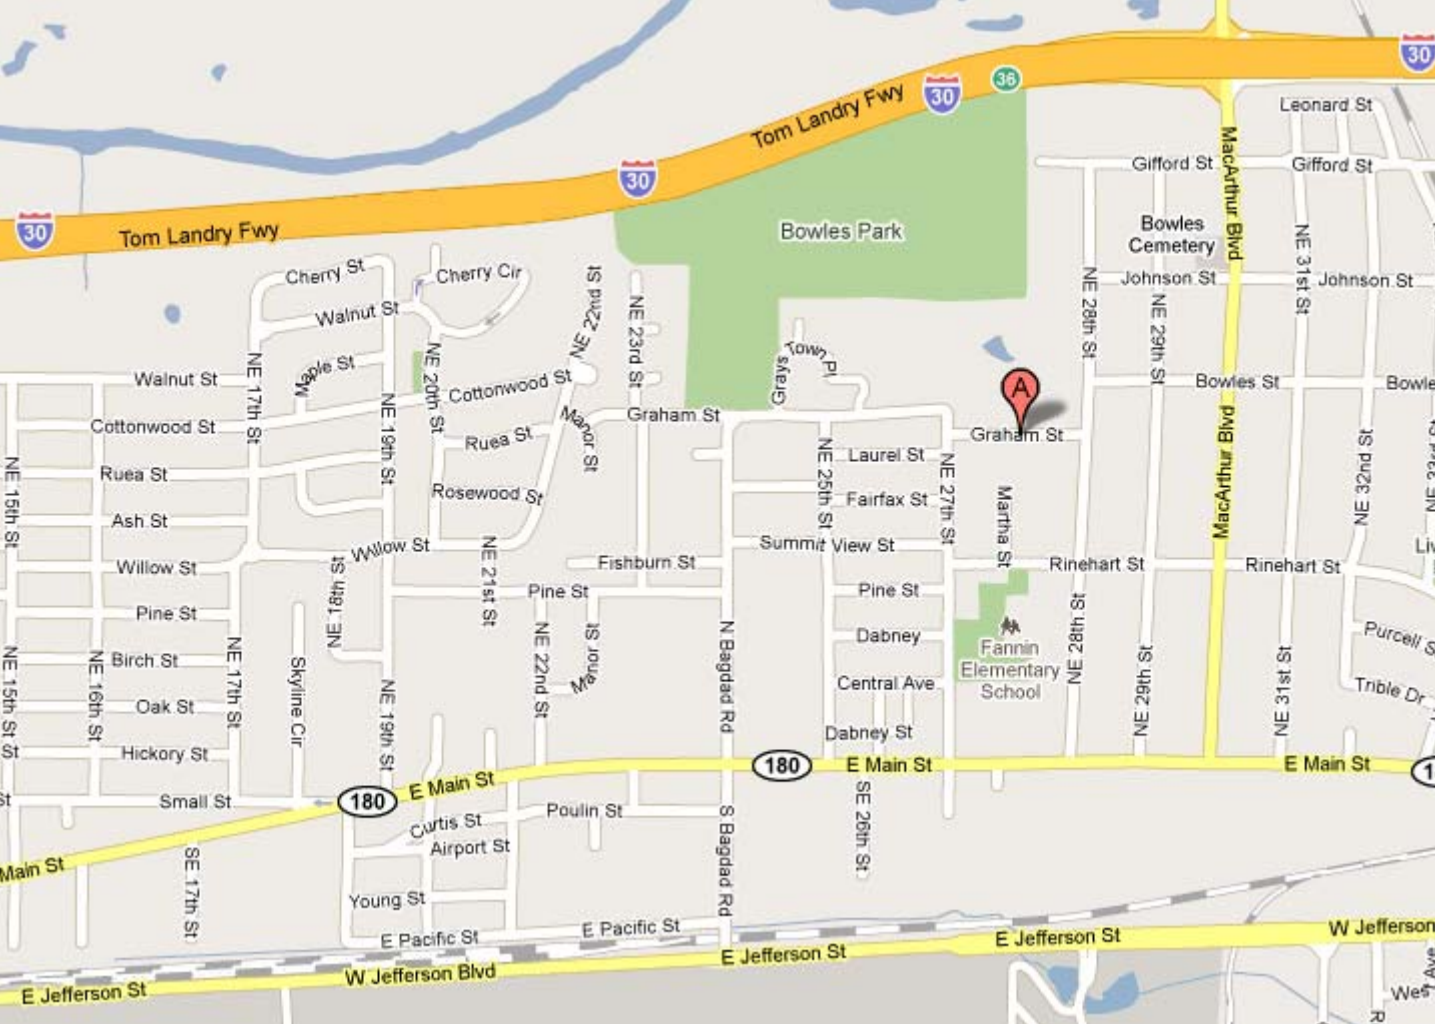 30
36
30
Leonard St
Tom Landry Fwy
MacArthur Blvd
Gifford St
Gifford St
30
30
Tom Landry Fwy
Bowles Park
Bowles
Cemetery
NE 31st St
Cherry St
Cherry Cir
NE 22nd St
NE 28th St
Johnson St
Johnson St
Walnut St
NE 23rd St
NE 29th St
NE 20th St
Grays Town Pl
Maple St
NE 17th St
Walnut St
Cottonwood St
A
Bowles St
Bowle
NE 19th St
Manor St
Graham St
MacArthur Blvd
Cottonwood St
Ruea St
Graham St
NE 32nd St
NE 25th St
Laurel St
NE 27th St
NE 15th St
Ruea St
Rosewood St
Fairfax St
Martha St
Ash St
Willow St
NE 21st St
Summit View St
Willow St
NE 18th St
Fishburn St
Rinehart St
Rinehart St
Pine St
Pine St
NE 28th St
Pine St
NE 22nd St
Manor St
N Bagdad Rd
Dabney
Purcell S
Fannin
Elementary
School
NE 15th St
NE 16th St
Birch St
NE 17th St
Skyline Cir
NE 19th St
Central Ave
NE 29th St
NE 31st St
Trible Dr
Oak St
Dabney St
St
Hickory St
180
E Main St
E Main St
1
E Main St
St
Small St
180
Poulin St
SE 26th St
S Bagdad Rd
Curtis St
Airport St
Main St
SE 17th St
Young St
E Pacific St
E Pacific St
E Jefferson St
W Jefferson
E Jefferson St
W Jefferson Blvd
E Jefferson St